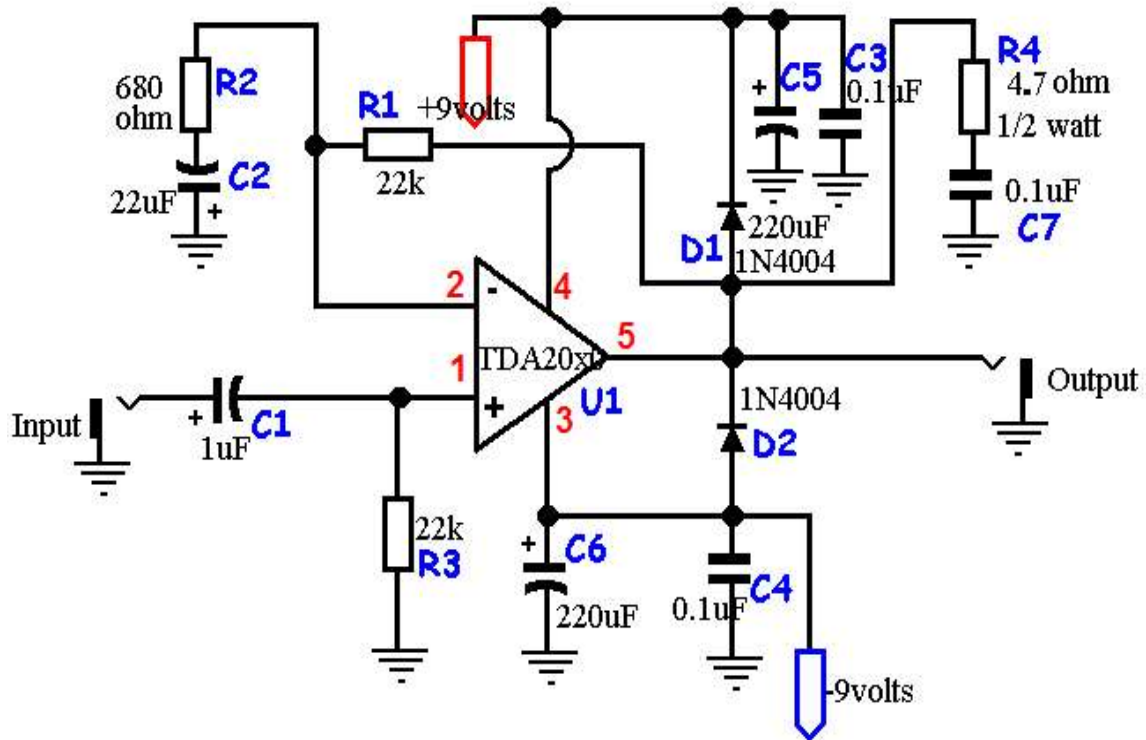 R2
680
ohm
R1
+9volts
22k
C2
22uF
+
C5
+
C3
0.1uF
220uF
R4
4.7 ohm
1/2 watt
0.1uF
C7
D1
1N4004
2
-
4
TDA20x0
5
1
+
3
U1
Input
+
C1
1uF
22k
R3
1N4004
D2
Output
+
C6
220uF
C4
0.1uF
-9volts